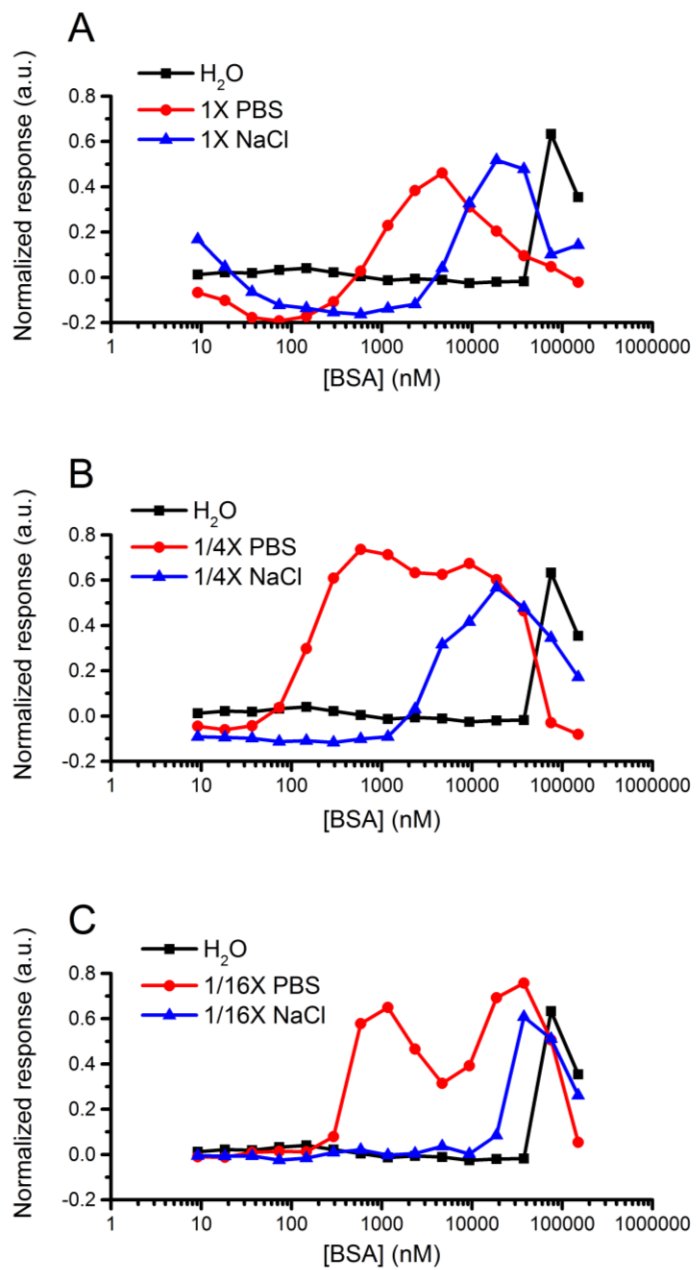 A
H₂O
1X PBS
1X NaCl
Normalized response (a.u.)
0.8
0.6
0.4
0.2
0.0
-0.2
1 10 100 1000 10000 100000 1000000
[BSA] (nM)
B
H₂O
1/4X PBS
1/4X NaCl
Normalized response (a.u.)
0.8
0.6
0.4
0.2
0.0
-0.2
1 10 100 1000 10000 100000 1000000
[BSA] (nM)
C
H₂O
1/16X PBS
1/16X NaCl
Normalized response (a.u.)
0.8
0.6
0.4
0.2
0.0
-0.2
1 10 100 1000 10000 100000 1000000
[BSA] (nM)